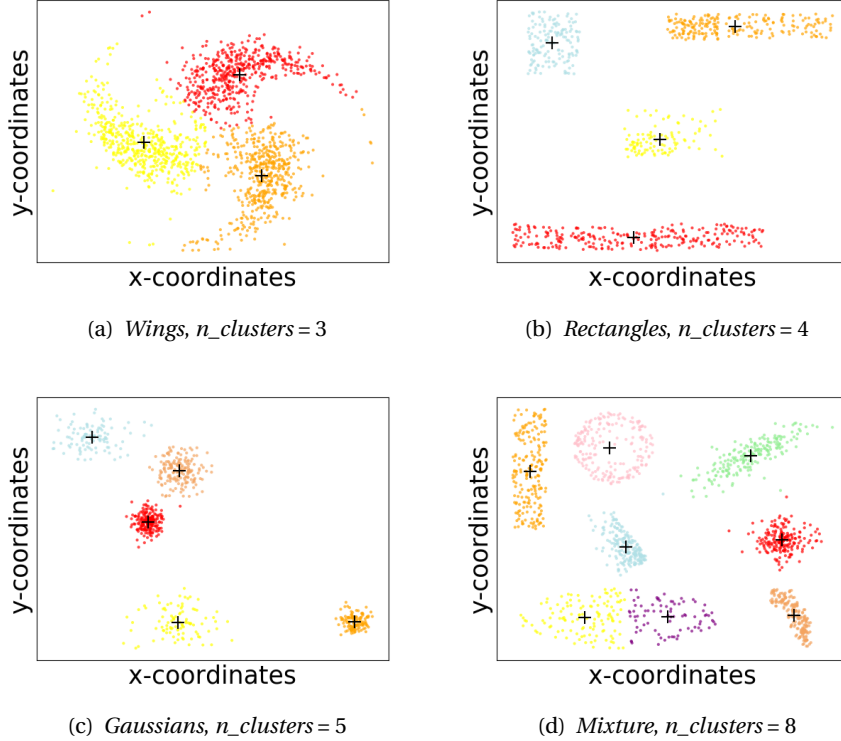 y-coordinates
x-coordinates
(a) Wings, n_clusters = 3
y-coordinates
x-coordinates
(b) Rectangles, n_clusters = 4
y-coordinates
x-coordinates
(c) Gaussians, n_clusters = 5
y-coordinates
x-coordinates
(d) Mixture, n_clusters = 8